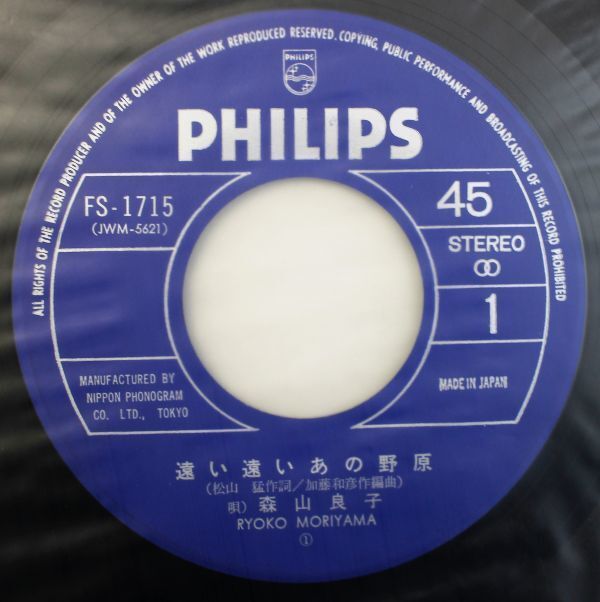 ALL RIGHTS OF THE RECORD PRODUCER AND OF THE OWNER OF THE WORK REPRODUCED RESERVED. COPYING, PUBLIC PERFORMANCE AND BROADCASTING OF THIS RECORD PROHIBITED
PHILIPS
PHILIPS
FS-1715
(JWM-5621)
45
STEREO
1
MANUFACTURED BY
NIPPON PHONOGRAM
CO. LTD., TOKYO
MADE IN JAPAN
遠い遠いあの野原
(松山 猛作詞/加藤和彦作編曲)
唄) 森山良子
RYOKO MORIYAMA
①